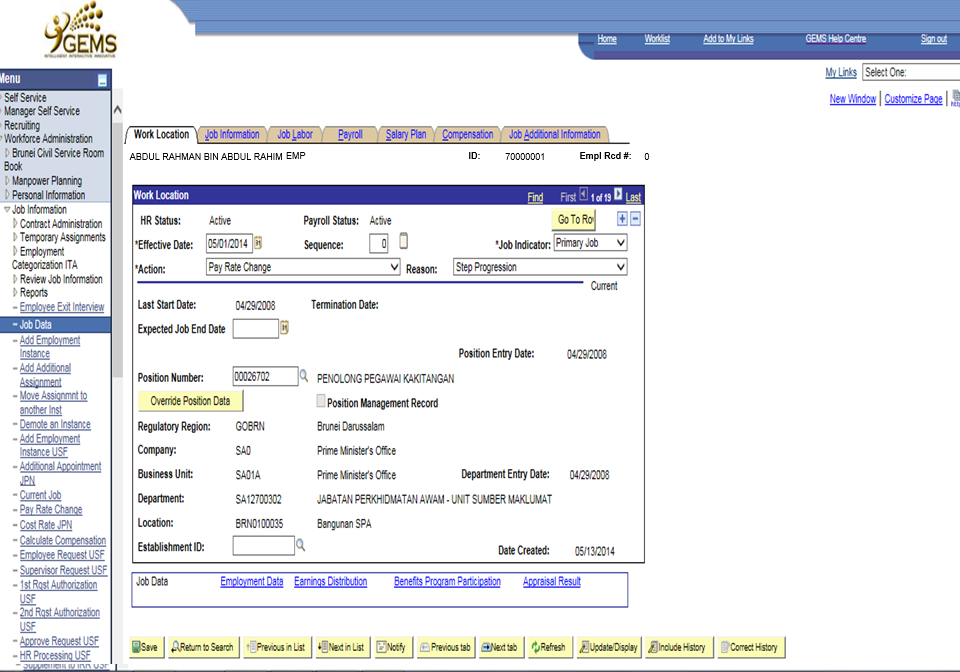 GEMS
INTELLIGENT INTERACTIVE INNOVATIVE
Home Worklist Add to My Links GEMS Help Centre Sign out
My Links Select One:
New Window | Customize Page |
Menu
Self Service
Manager Self Service
Recruiting
Workforce Administration
Brunei Civil Service Room
Book
Manpower Planning
Personal Information
Job Information
Contract Administration
Temporary Assignments
Employment
Categorization ITA
Review Job Information
Reports
– Employee Exit Interview
– Job Data
– Add Employment
Instance
– Add Additional
Assignment
– Move Assignmnt to
another Inst
– Demote an Instance
– Add Employment
Instance USF
– Additional Appointment
JPN
– Current Job
– Pay Rate Change
– Cost Rate JPN
– Calculate Compensation
– Employee Request USF
– Supervisor Request USF
– 1st Rqst Authorization
USF
– 2nd Rqst Authorization
USF
– Approve Request USF
– HR Processing USF
– Supplement to IRR USF
Work Location Job Information Job Labor Payroll Salary Plan Compensation Job Additional Information
ABDUL RAHMAN BIN ABDUL RAHIM EMP ID: 70000001 Empl Rcd #: 0
Work Location Find First 1 of 19 Last
HR Status: Active Payroll Status: Active Go To Ro
*Effective Date: 05/01/2014 Sequence: 0 *Job Indicator: Primary Job
*Action: Pay Rate Change Reason: Step Progression
Current
Last Start Date: 04/29/2008 Termination Date:
Expected Job End Date
Position Entry Date: 04/29/2008
Position Number: 00026702 PENOLONG PEGAWAI KAKITANGAN
Override Position Data Position Management Record
Regulatory Region: GOBRN Brunei Darussalam
Company: SA0 Prime Minister's Office
Business Unit: SA01A Prime Minister's Office Department Entry Date: 04/29/2008
Department: SA12700302 JABATAN PERKHIDMATAN AWAM - UNIT SUMBER MAKLUMAT
Location: BRN0100035 Bangunan SPA
Establishment ID:
Date Created: 05/13/2014
Job Data Employment Data Earnings Distribution Benefits Program Participation Appraisal Result
Save Return to Search Previous in List Next in List Notify Previous tab Next tab Refresh Update/Display Include History Correct History